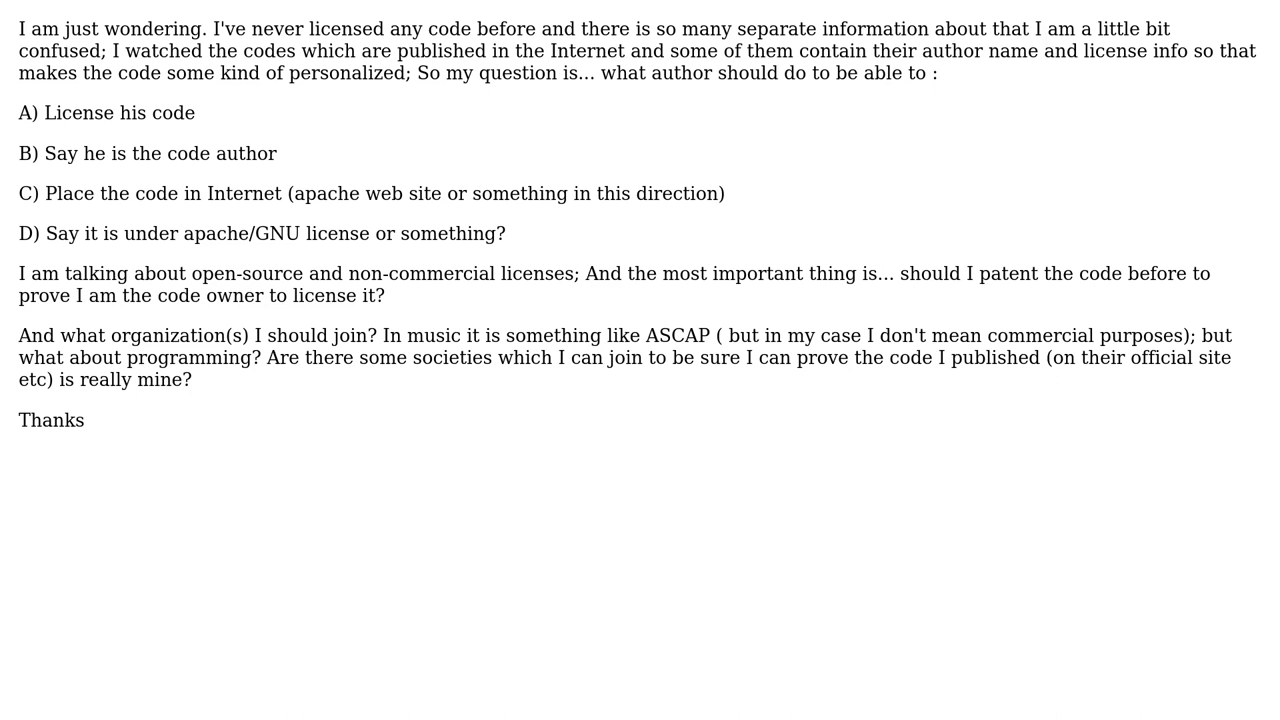 I am just wondering. I've never licensed any code before and there is so many separate information about that I am a little bit
confused; I watched the codes which are published in the Internet and some of them contain their author name and license info so that
makes the code some kind of personalized; So my question is... what author should do to be able to :
A) License his code
B) Say he is the code author
C) Place the code in Internet (apache web site or something in this direction)
D) Say it is under apache/GNU license or something?
I am talking about open-source and non-commercial licenses; And the most important thing is... should I patent the code before to
prove I am the code owner to license it?
And what organization(s) I should join? In music it is something like ASCAP ( but in my case I don't mean commercial purposes); but
what about programming? Are there some societies which I can join to be sure I can prove the code I published (on their official site
etc) is really mine?
Thanks